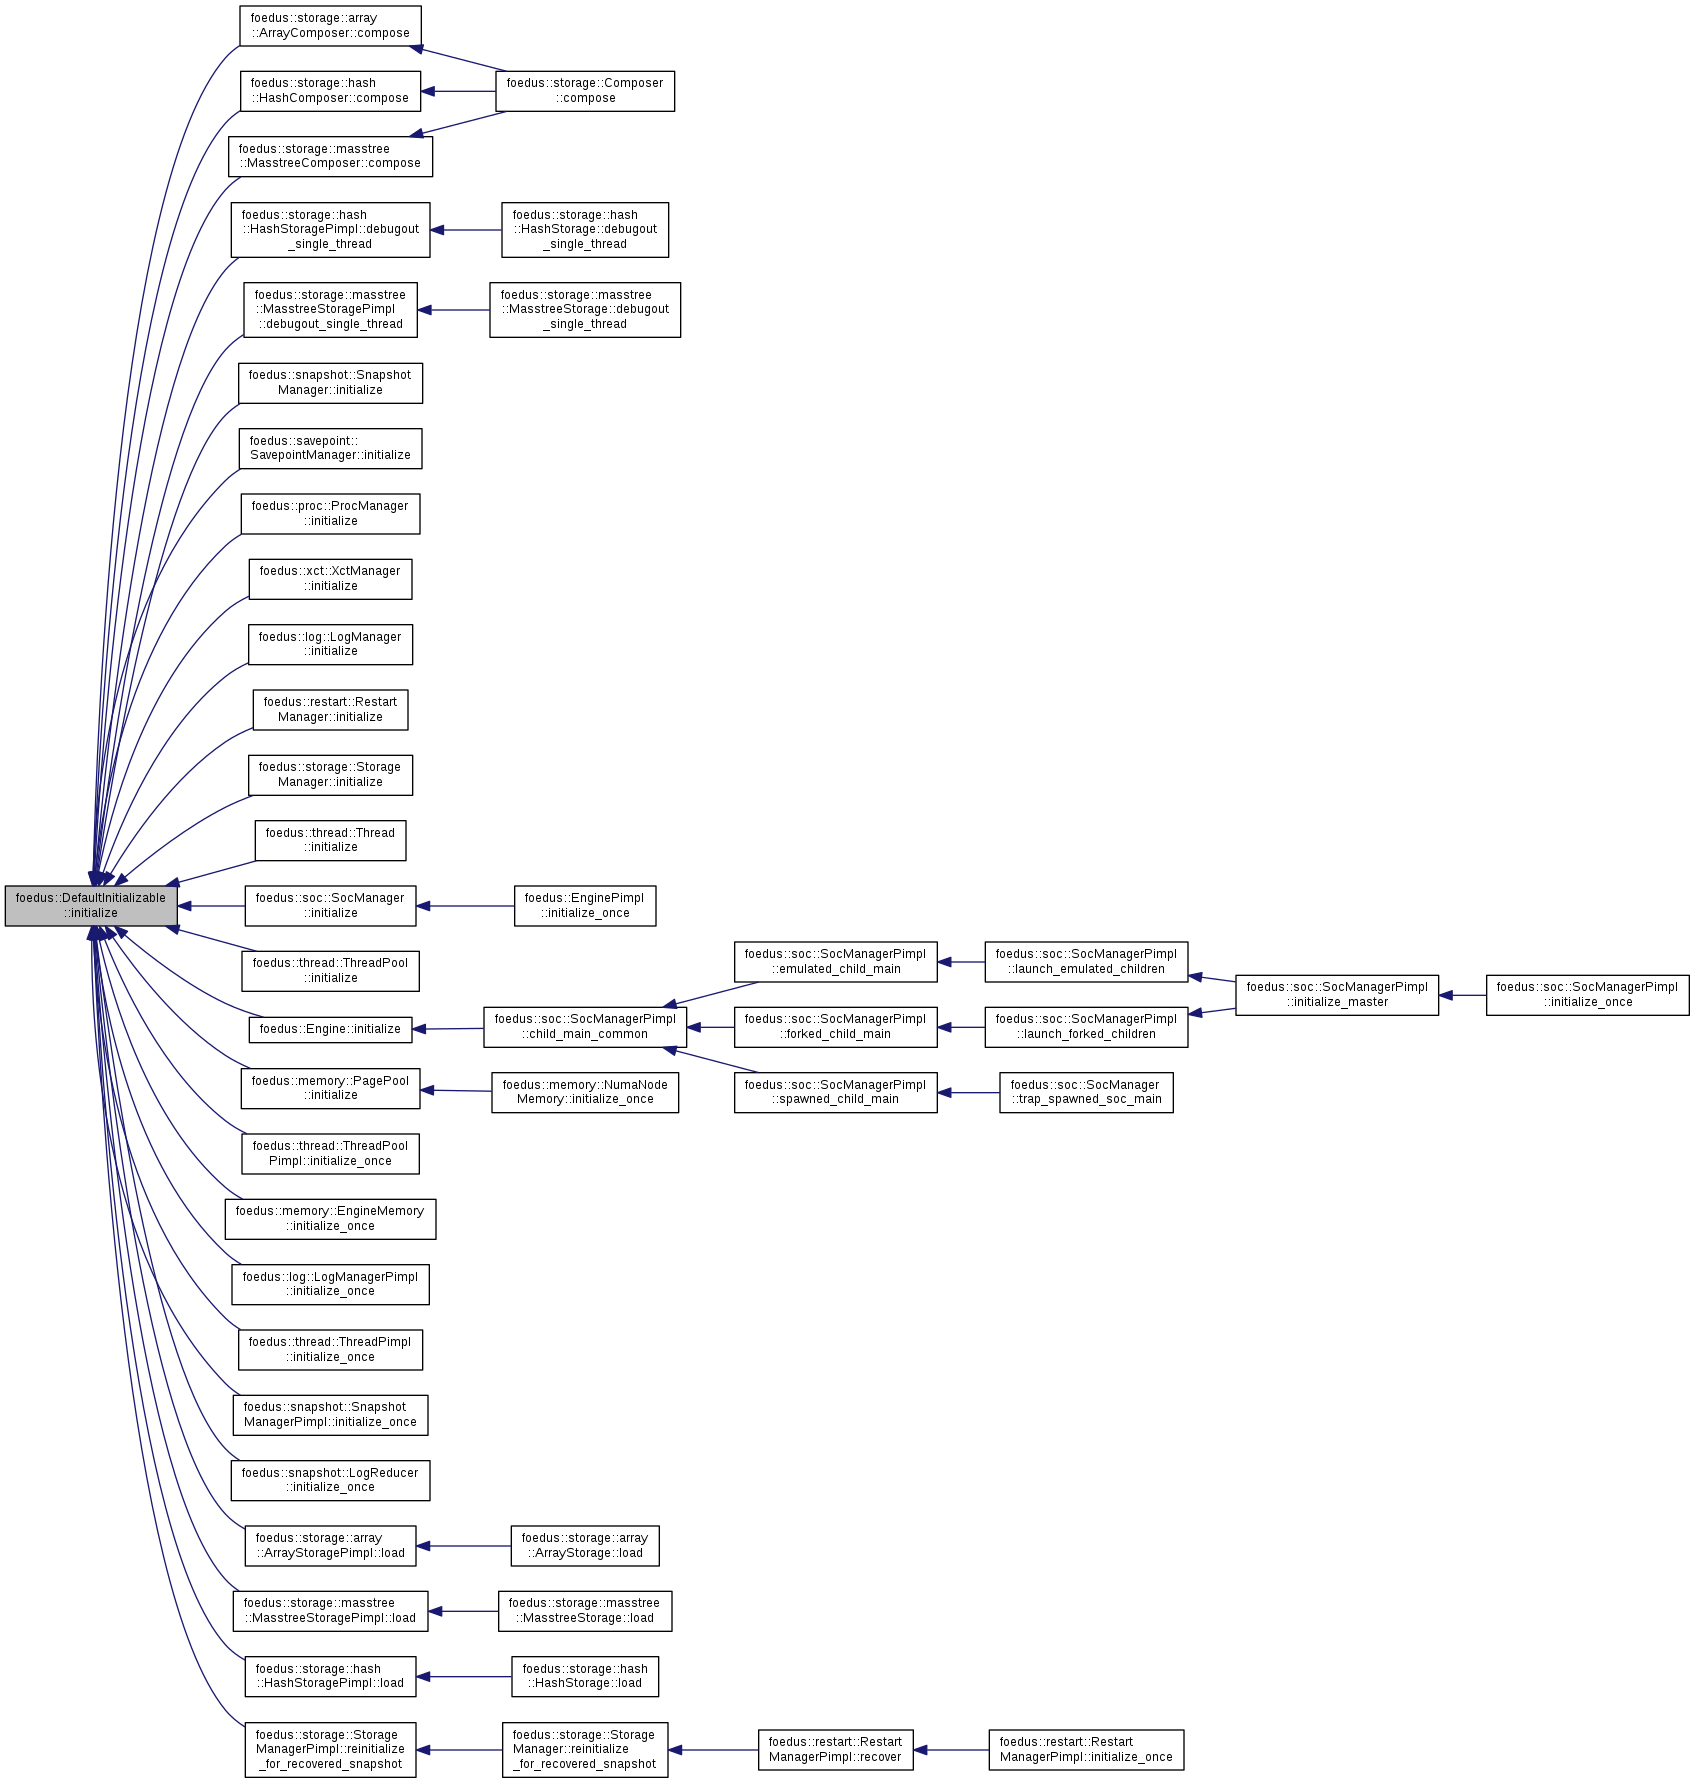 foedus::storage::array
::ArrayComposer::compose
foedus::storage::hash
::HashComposer::compose
foedus::storage::Composer
::compose
foedus::storage::masstree
::MasstreeComposer::compose
foedus::storage::hash
::HashStoragePimpl::debugout
_single_thread
foedus::storage::hash
::HashStorage::debugout
_single_thread
foedus::storage::masstree
::MasstreeStoragePimpl
::debugout_single_thread
foedus::storage::masstree
::MasstreeStorage::debugout
_single_thread
foedus::snapshot::Snapshot
Manager::initialize
foedus::savepoint::
SavepointManager::initialize
foedus::proc::ProcManager
::initialize
foedus::xct::XctManager
::initialize
foedus::log::LogManager
::initialize
foedus::restart::Restart
Manager::initialize
foedus::storage::Storage
Manager::initialize
foedus::thread::Thread
::initialize
foedus::DefaultInitializable
::initialize
foedus::soc::SocManager
::initialize
foedus::EnginePimpl
::initialize_once
foedus::thread::ThreadPool
::initialize
foedus::soc::SocManagerPimpl
::emulated_child_main
foedus::soc::SocManagerPimpl
::launch_emulated_children
foedus::soc::SocManagerPimpl
::initialize_master
foedus::soc::SocManagerPimpl
::initialize_once
foedus::Engine::initialize
foedus::soc::SocManagerPimpl
::child_main_common
foedus::soc::SocManagerPimpl
::forked_child_main
foedus::soc::SocManagerPimpl
::launch_forked_children
foedus::memory::PagePool
::initialize
foedus::memory::NumaNode
Memory::initialize_once
foedus::soc::SocManagerPimpl
::spawned_child_main
foedus::soc::SocManager
::trap_spawned_soc_main
foedus::thread::ThreadPool
Pimpl::initialize_once
foedus::memory::EngineMemory
::initialize_once
foedus::log::LogManagerPimpl
::initialize_once
foedus::thread::ThreadPimpl
::initialize_once
foedus::snapshot::Snapshot
ManagerPimpl::initialize_once
foedus::snapshot::LogReducer
::initialize_once
foedus::storage::array
::ArrayStoragePimpl::load
foedus::storage::array
::ArrayStorage::load
foedus::storage::masstree
::MasstreeStoragePimpl::load
foedus::storage::masstree
::MasstreeStorage::load
foedus::storage::hash
::HashStoragePimpl::load
foedus::storage::hash
::HashStorage::load
foedus::storage::Storage
ManagerPimpl::reinitialize
_for_recovered_snapshot
foedus::storage::Storage
Manager::reinitialize
_for_recovered_snapshot
foedus::restart::Restart
ManagerPimpl::recover
foedus::restart::Restart
ManagerPimpl::initialize_once